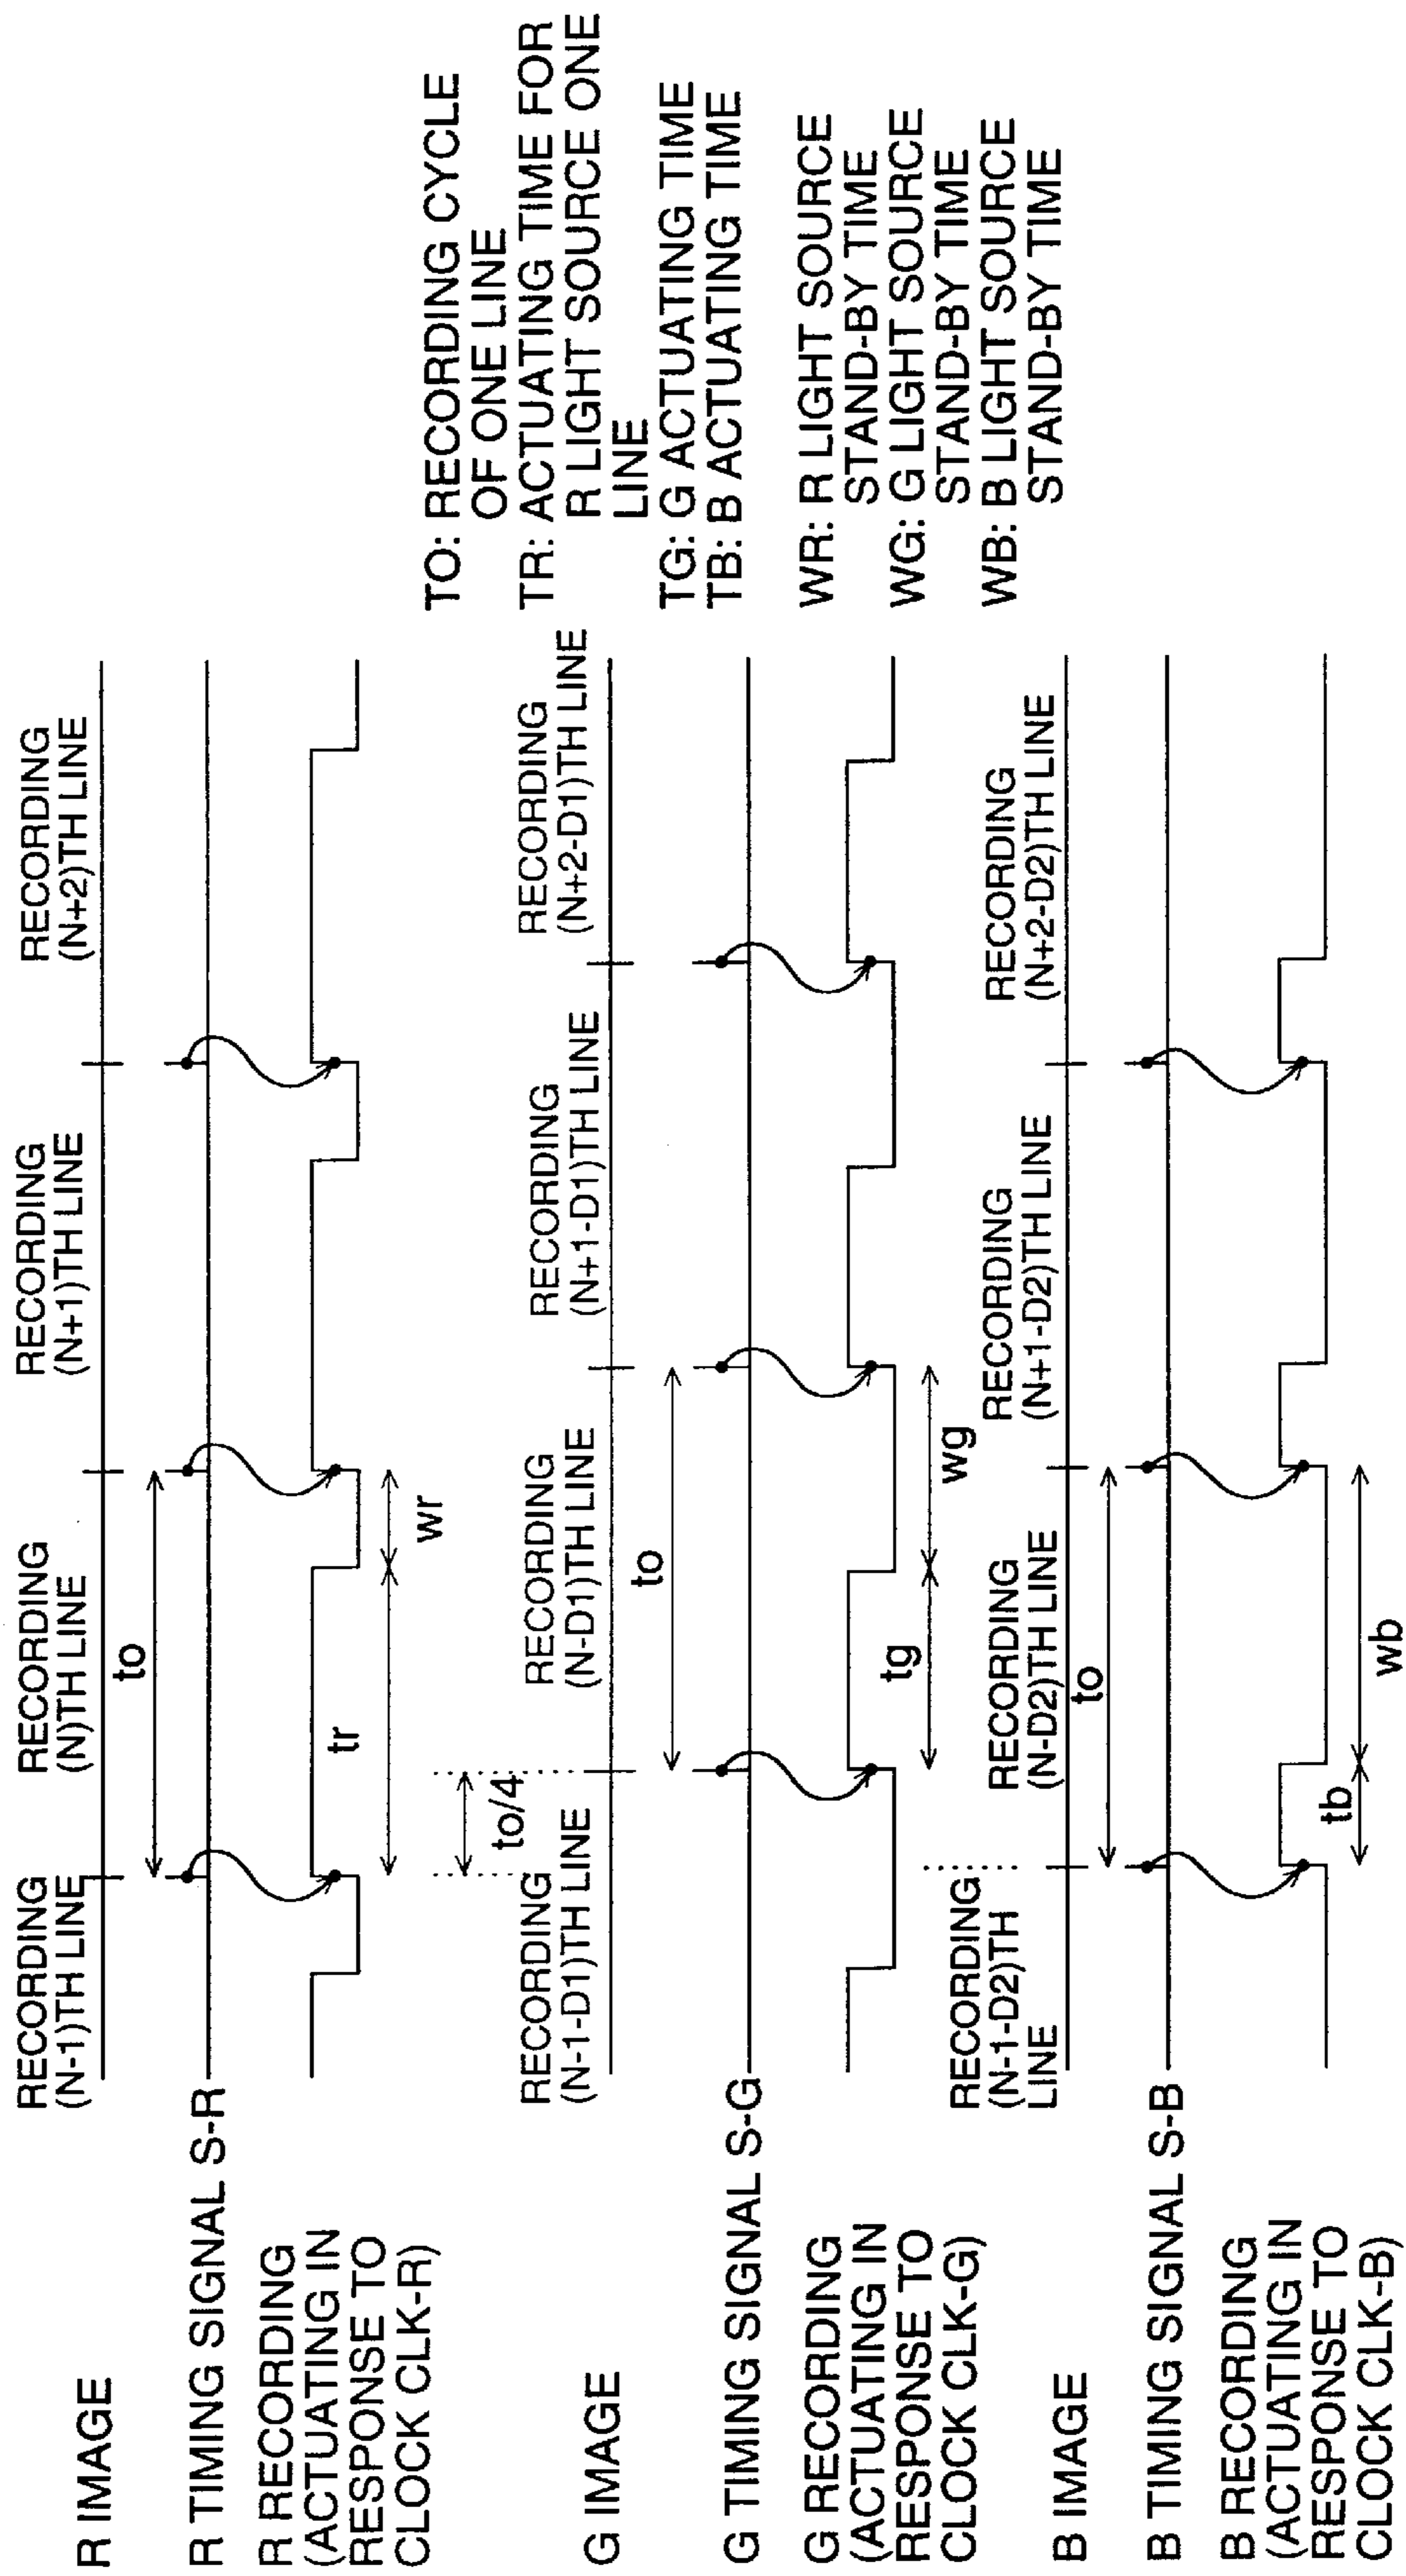 R IMAGE
RECORDING
(N-1)TH LINE
RECORDING
(N)TH LINE
RECORDING
(N+1)TH LINE
RECORDING
(N+2)TH LINE
to
R TIMING SIGNAL S-R
R RECORDING
(ACTUATING IN
RESPONSE TO
CLOCK CLK-R)
tr
wr
to/4
G IMAGE
RECORDING
(N-1-D1)TH LINE
RECORDING
(N-D1)TH LINE
RECORDING
(N+1-D1)TH LINE
RECORDING
(N+2-D1)TH LINE
to
G TIMING SIGNAL S-G
G RECORDING
(ACTUATING IN
RESPONSE TO
CLOCK CLK-G)
tg
wg
B IMAGE
RECORDING
(N-1-D2)TH
LINE
RECORDING
(N-D2)TH LINE
RECORDING
(N+1-D2)TH LINE
RECORDING
(N+2-D2)TH LINE
to
B TIMING SIGNAL S-B
B RECORDING
(ACTUATING IN
RESPONSE TO
CLOCK CLK-B)
tb
wb
TO: RECORDING CYCLE
OF ONE LINE
TR: ACTUATING TIME FOR
R LIGHT SOURCE ONE
LINE
TG: G ACTUATING TIME
TB: B ACTUATING TIME
WR: R LIGHT SOURCE
STAND-BY TIME
WG: G LIGHT SOURCE
STAND-BY TIME
WB: B LIGHT SOURCE
STAND-BY TIME